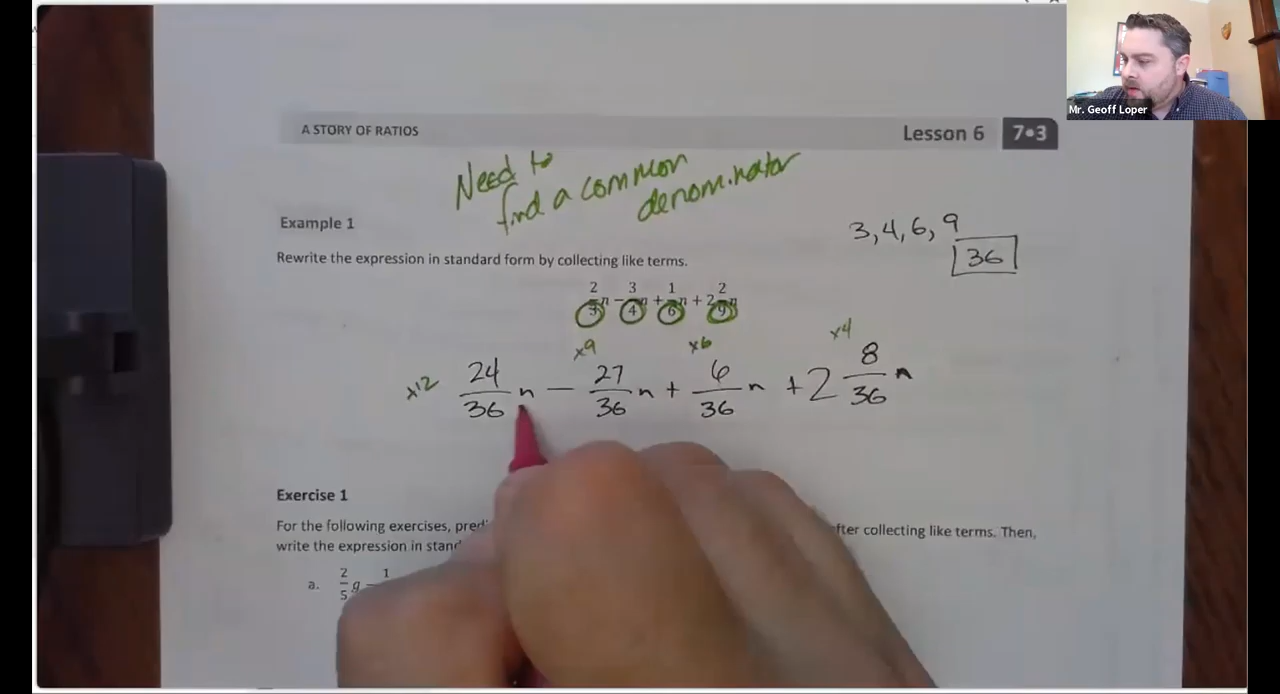 Mr. Geoff Loper
A STORY OF RATIOS Lesson 6 7•3
Need to
find a common
denominator
3, 4, 6, 9
36
Example 1
Rewrite the expression in standard form by collecting like terms.
2/3 n − 3/4 n + 1/6 n + 2 2/9 n
x9 x6 x4
x12 24/36 n − 27/36 n + 6/36 n + 2 8/36 n
Exercise 1
For the following exercises, after collecting like terms. Then,
write the expression in
a. 2/5 g − 1